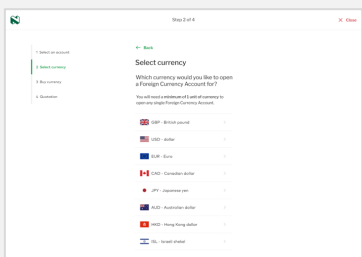 Step 2 of 4
Close
Back
1 Select an account
2 Select currency
3 Buy currency
4 Quotation
Select currency
Which currency would you like to open
a Foreign Currency Account for?
You will need a minimum of 1 unit of currency to
open any single Foreign Currency Account.
GBP - British pound
USD - dollar
EUR - Euro
CAD - Canadian dollar
JPY - Japanese yen
AUD - Australian dollar
HKD - Hong Kong dollar
ISL - Israeli shekel